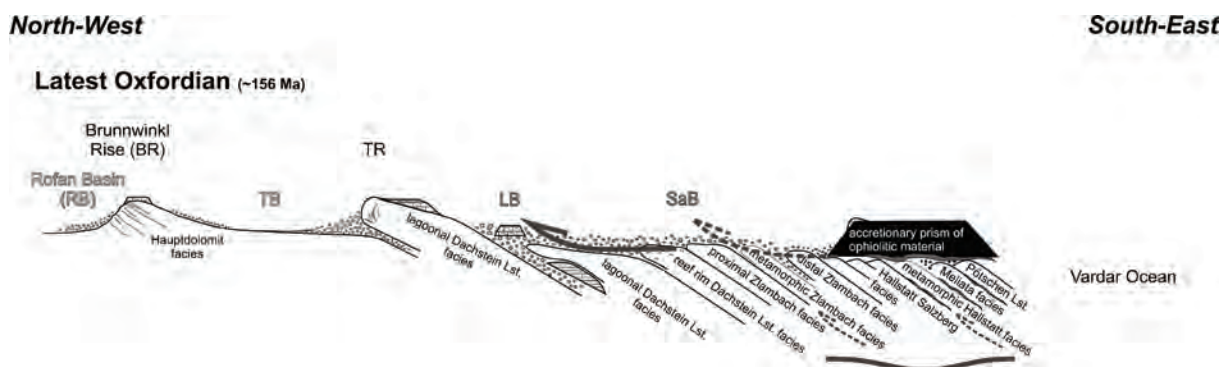 North-West
South-East
Latest Oxfordian (~156 Ma)
Brunnwinkl
Rise (BR)
TR
Rofan Basin
(RB)
TB
LB
SaB
Hauptdolomit
facies
lagoonal Dachstein Lst.
facies
lagoonal Dachstein Lst.
facies
reef rim Dachstein Lst. facies
proximal Zlambach facies
metamorphic Zlambach facies
distal Zlambach facies
Hallstatt Salzberg
facies
metamorphic Hallstatt facies
Meliata facies
Pötschen Lst.
accretionary prism of
ophiolitic material
Vardar Ocean